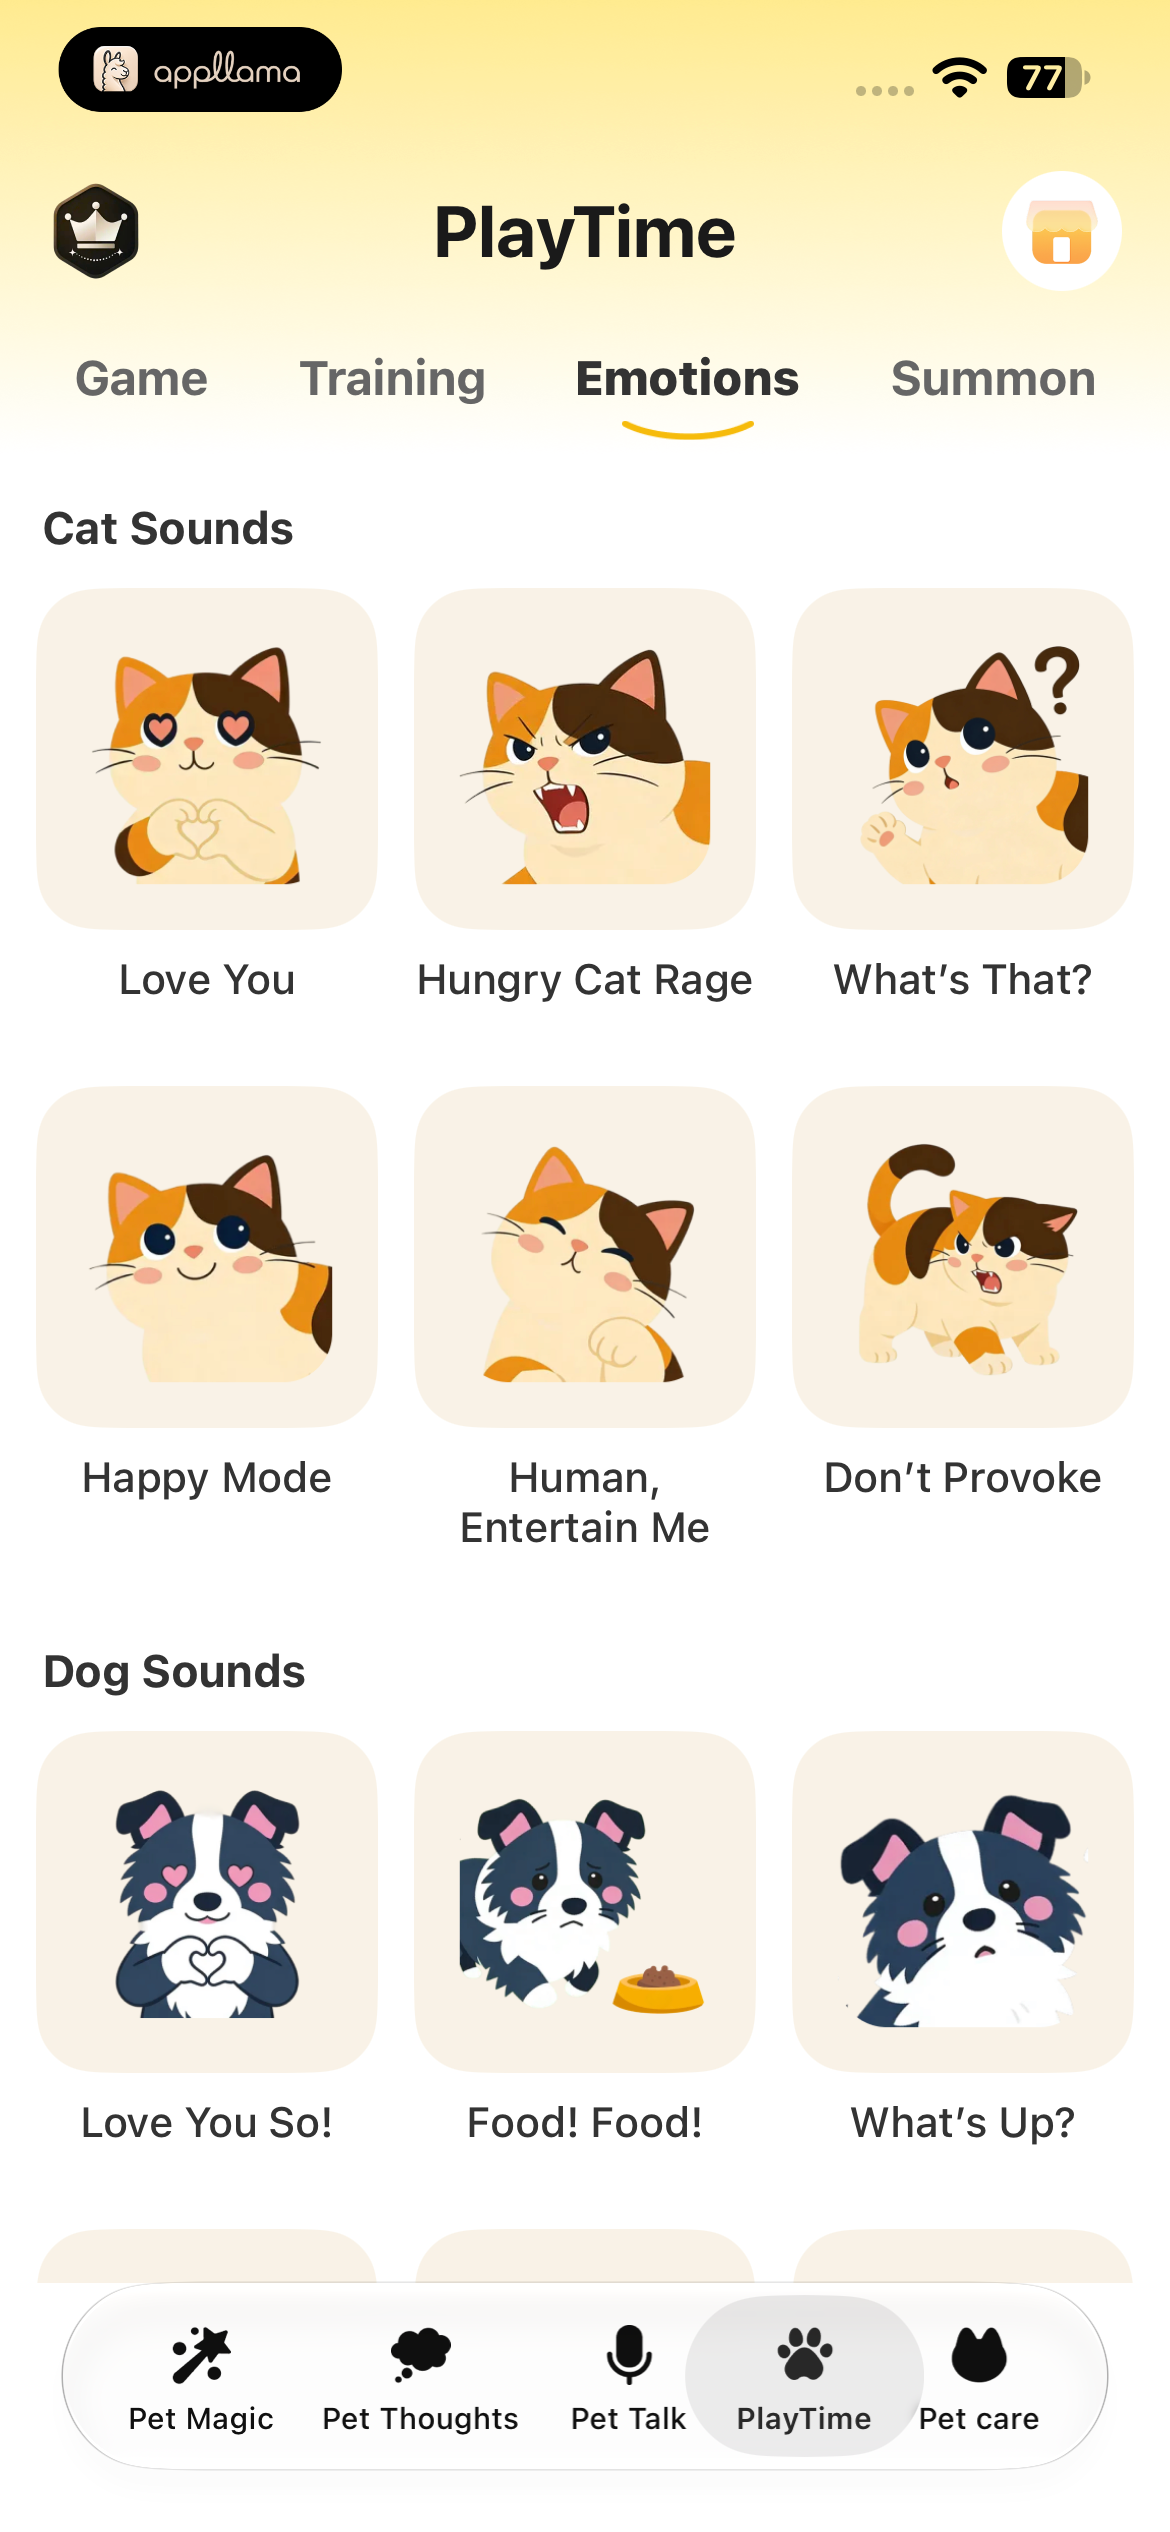 appllama
77
PlayTime
Game Training Emotions Summon
Cat Sounds
Love You
Hungry Cat Rage
What's That?
?
Happy Mode
Human,
Entertain Me
Don't Provoke
Dog Sounds
Love You So!
Food! Food!
What's Up?
Pet Magic
Pet Thoughts
Pet Talk
PlayTime
Pet care